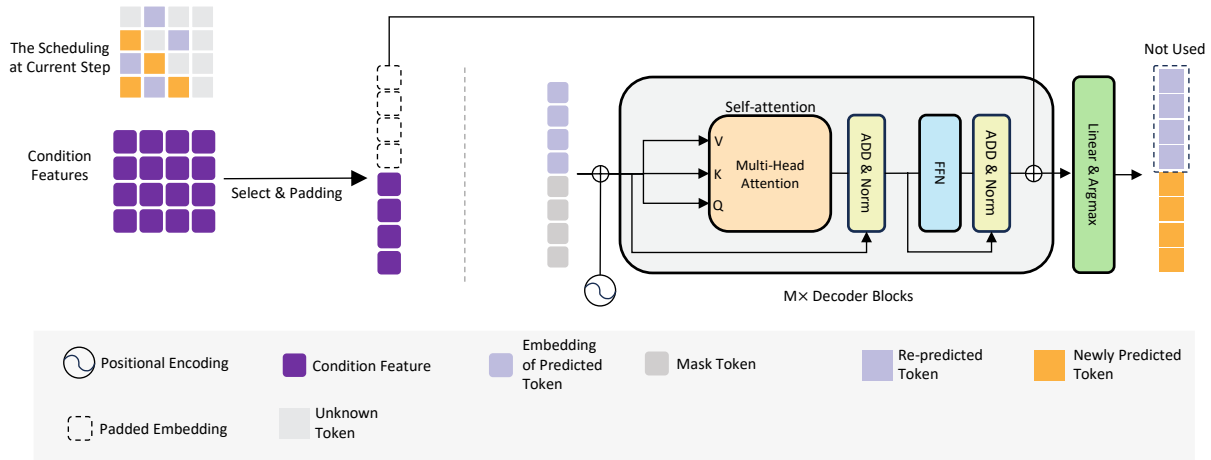 The Scheduling
at Current Step
Condition
Features
Select & Padding
Self-attention
V
K
Q
Multi-Head
Attention
ADD & Norm
FFN
ADD & Norm
M× Decoder Blocks
Linear & Argmax
Not Used
Positional Encoding
Condition Feature
Embedding
of Predicted
Token
Mask Token
Re-predicted
Token
Newly Predicted
Token
Padded Embedding
Unknown
Token